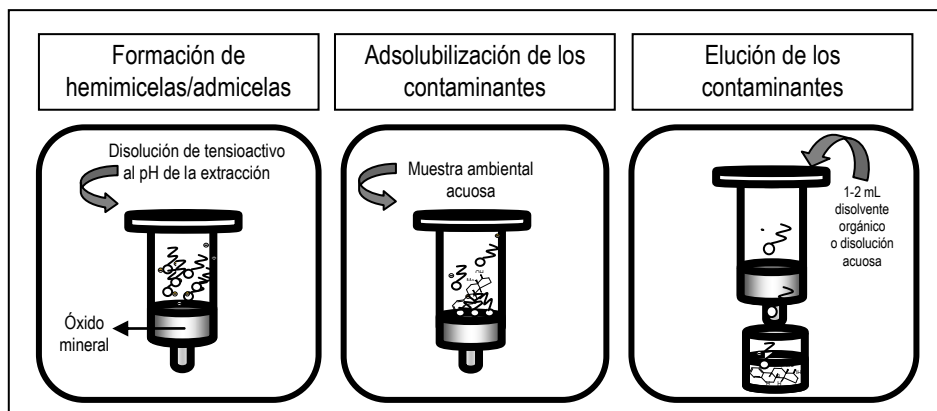 Formación de
hemimicelas/admicelas
Adsolubilización de los
contaminantes
Elución de los
contaminantes
Disolución de tensioactivo
al pH de la extracción
Óxido
mineral
Muestra ambiental
acuosa
1-2 mL
disolvente
orgánico
o disolución
acuosa